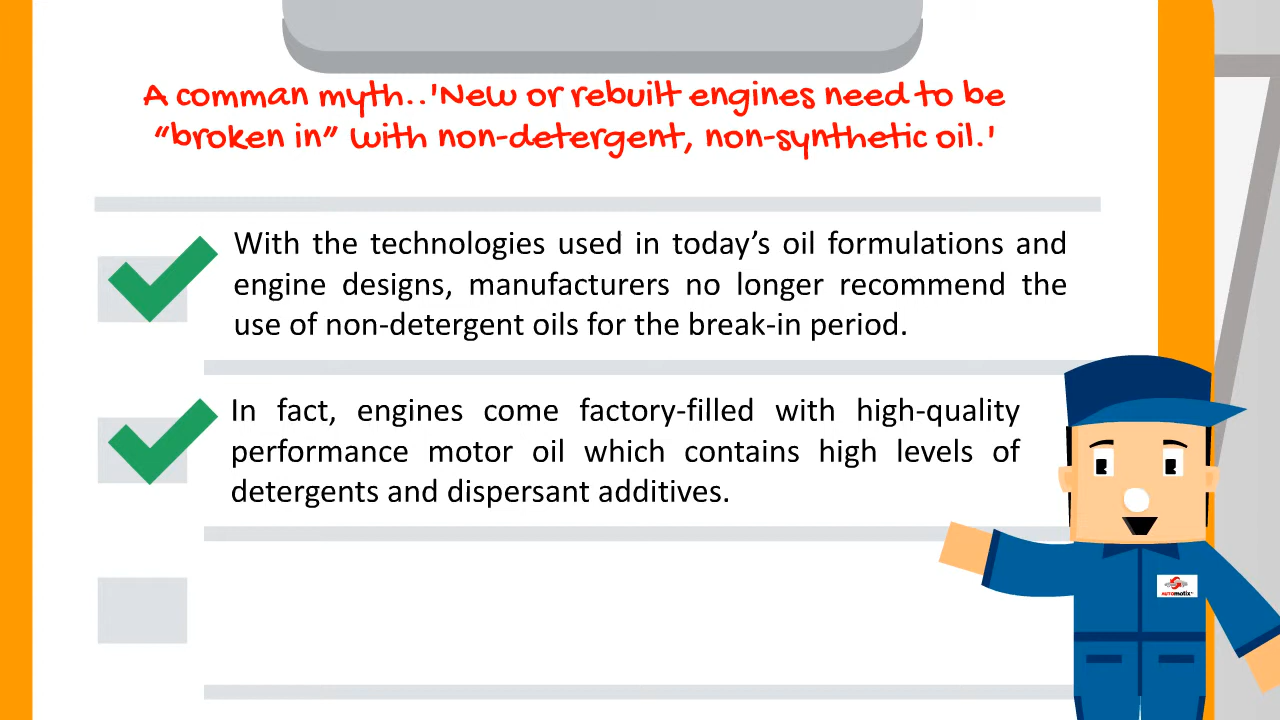 A comman myth..'New or rebuilt engines need to be
“broken in” with non-detergent, non-synthetic oil.'
With the technologies used in today’s oil formulations and
engine designs, manufacturers no longer recommend the
use of non-detergent oils for the break-in period.
In fact, engines come factory-filled with high-quality
performance motor oil which contains high levels of
detergents and dispersant additives.
AUTOmotix